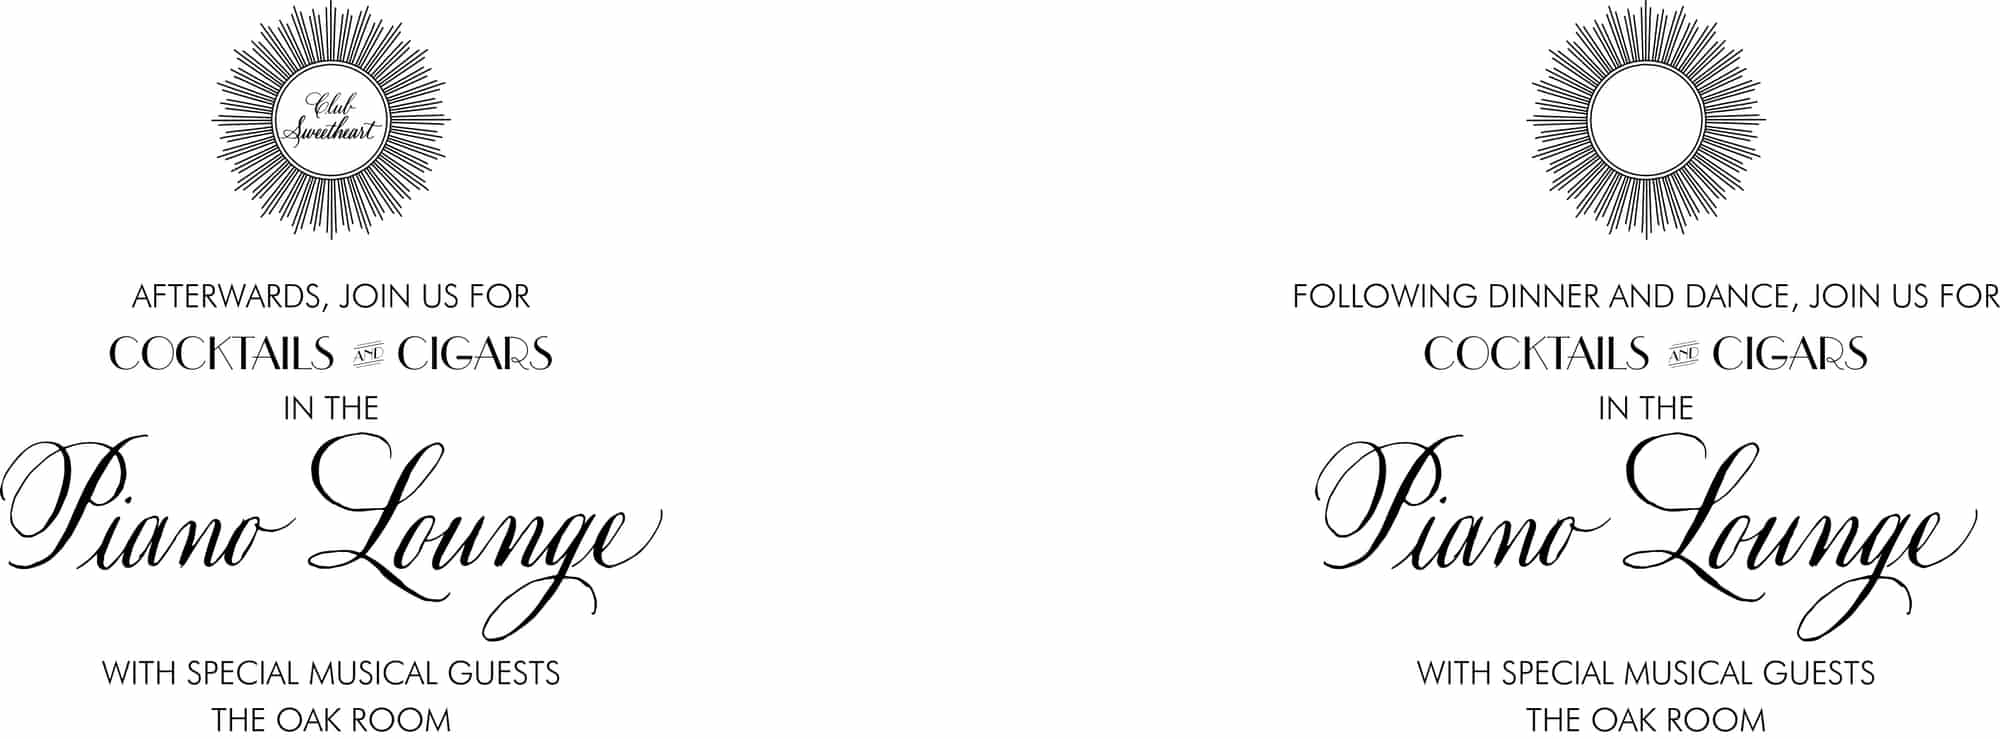 Club
Sweetheart
AFTERWARDS, JOIN US FOR
COCKTAILS AND CIGARS
IN THE
Piano Lounge
WITH SPECIAL MUSICAL GUESTS
THE OAK ROOM
FOLLOWING DINNER AND DANCE, JOIN US FOR
COCKTAILS AND CIGARS
IN THE
Piano Lounge
WITH SPECIAL MUSICAL GUESTS
THE OAK ROOM